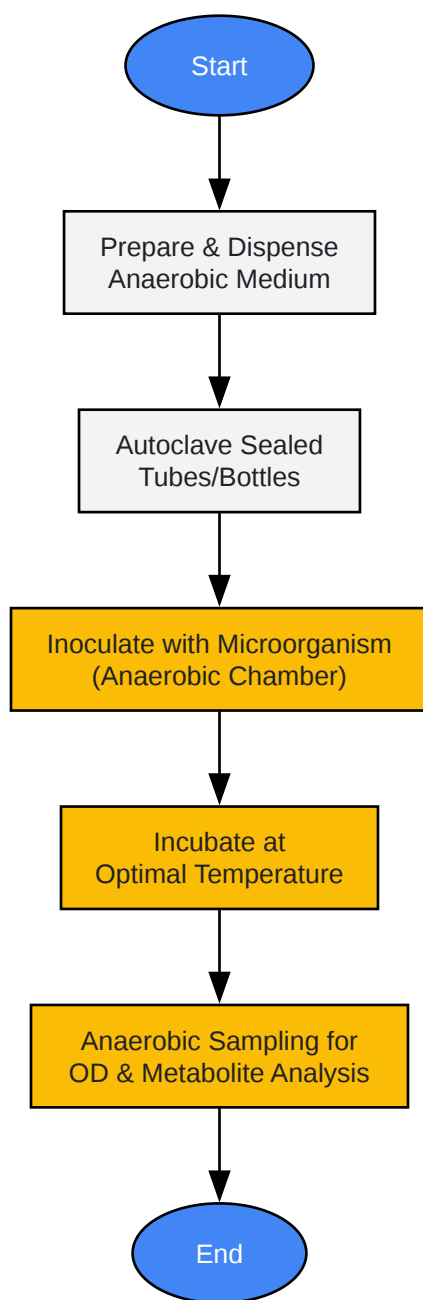 Start
Prepare & Dispense
Anaerobic Medium
Autoclave Sealed
Tubes/Bottles
Inoculate with Microorganism
(Anaerobic Chamber)
Incubate at
Optimal Temperature
Anaerobic Sampling for
OD & Metabolite Analysis
End